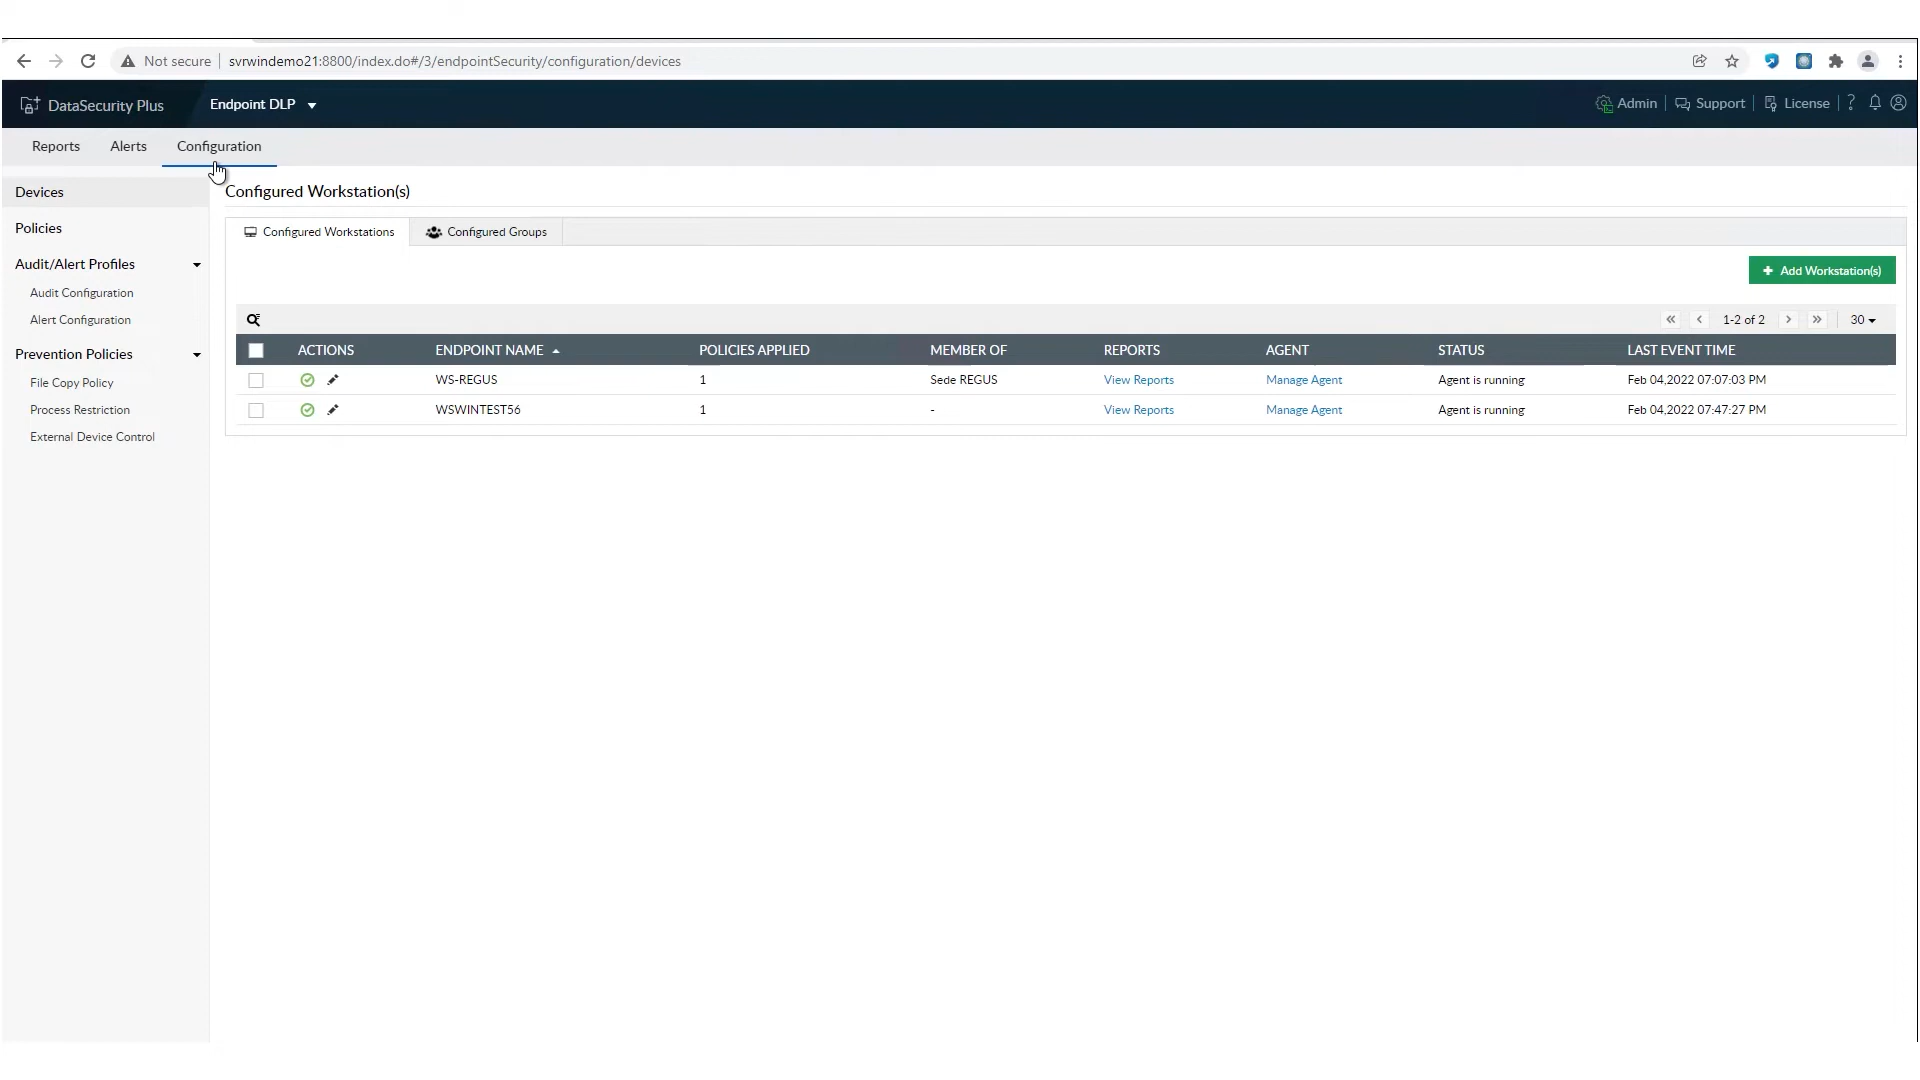 Not secure svrwindemo21:8800/index.do#/3/endpointSecurity/configuration/devices
DataSecurity Plus Endpoint DLP Admin Support License ?
Reports Alerts Configuration
Devices
Policies
Audit/Alert Profiles
Audit Configuration
Alert Configuration
Prevention Policies
File Copy Policy
Process Restriction
External Device Control
Configured Workstation(s)
Configured Workstations Configured Groups
+ Add Workstation(s)
« ‹ 1-2 of 2 › » 30
ACTIONS ENDPOINT NAME POLICIES APPLIED MEMBER OF REPORTS AGENT STATUS LAST EVENT TIME
WS-REGUS 1 Sede REGUS View Reports Manage Agent Agent is running Feb 04,2022 07:07:03 PM
WSWINTEST56 1 - View Reports Manage Agent Agent is running Feb 04,2022 07:47:27 PM